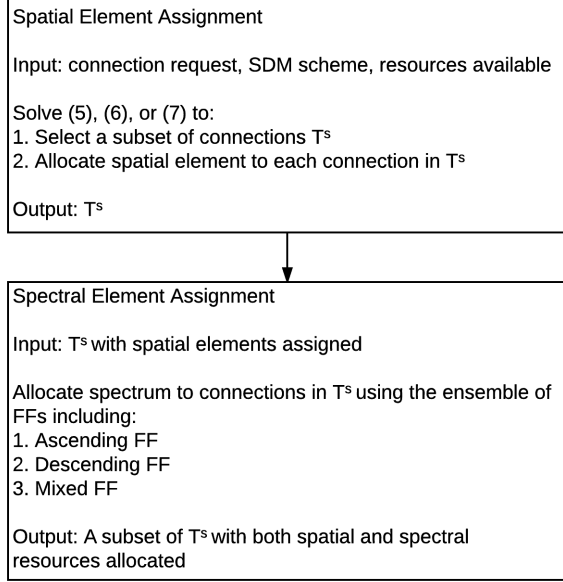 Spatial Element Assignment
Input: connection request, SDM scheme, resources available
Solve (5), (6), or (7) to:
1. Select a subset of connections Tˢ
2. Allocate spatial element to each connection in Tˢ
Output: Tˢ
Spectral Element Assignment
Input: Tˢ with spatial elements assigned
Allocate spectrum to connections in Tˢ using the ensemble of
FFs including:
1. Ascending FF
2. Descending FF
3. Mixed FF
Output: A subset of Tˢ with both spatial and spectral
resources allocated